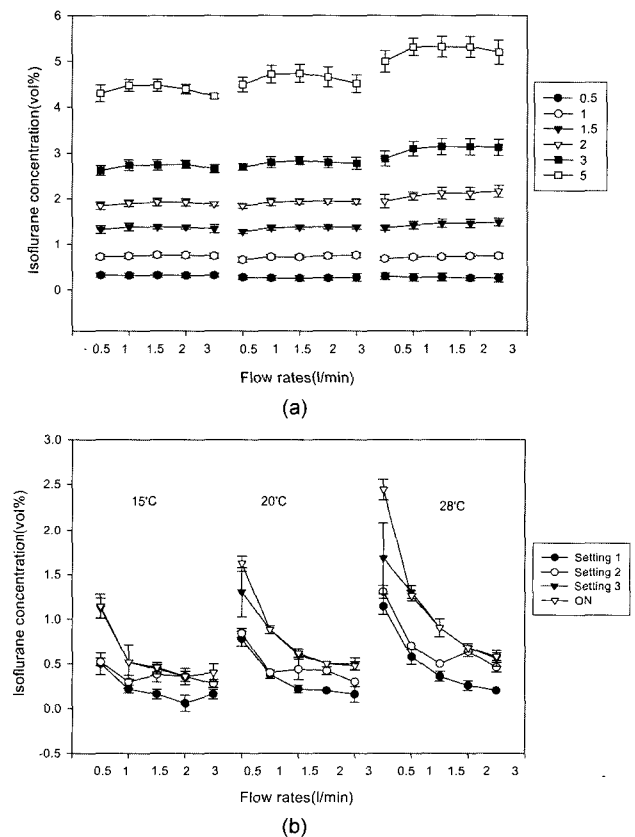 (a)
6
5
4
3
2
1
0
Isoflurane concentration(vol%)
0.5
1
1.5
2
3
5
0.5 1 1.5 2 3 0.5 1 1.5 2 3 0.5 1 1.5 2 3
Flow rates(l/min)
(a)
3.0
2.5
2.0
1.5
1.0
0.5
0.0
-0.5
Isoflurane concentration(vol%)
15'C 20'C 28'C
Setting 1
Setting 2
Setting 3
ON
0.5 1 1.5 2 3 0.5 1 1.5 2 3 0.5 1 1.5 2 3
Flow rates(l/min)
(b)